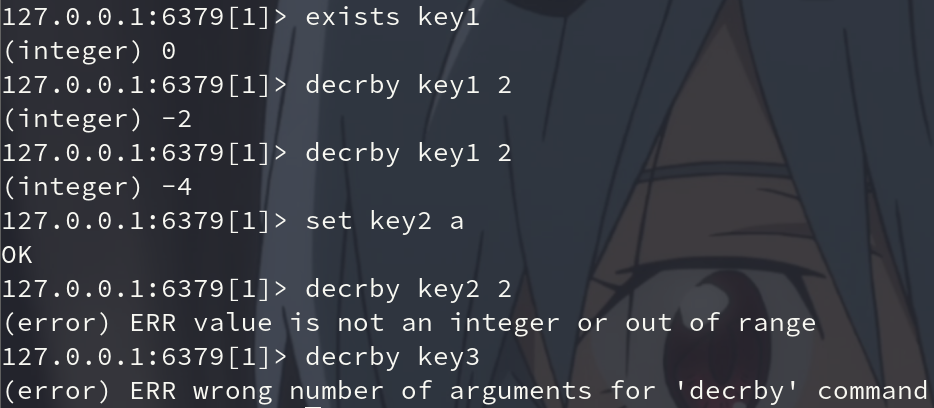 127.0.0.1:6379[1]> exists key1
(integer) 0
127.0.0.1:6379[1]> decrby key1 2
(integer) -2
127.0.0.1:6379[1]> decrby key1 2
(integer) -4
127.0.0.1:6379[1]> set key2 a
OK
127.0.0.1:6379[1]> decrby key2 2
(error) ERR value is not an integer or out of range
127.0.0.1:6379[1]> decrby key3
(error) ERR wrong number of arguments for 'decrby' command